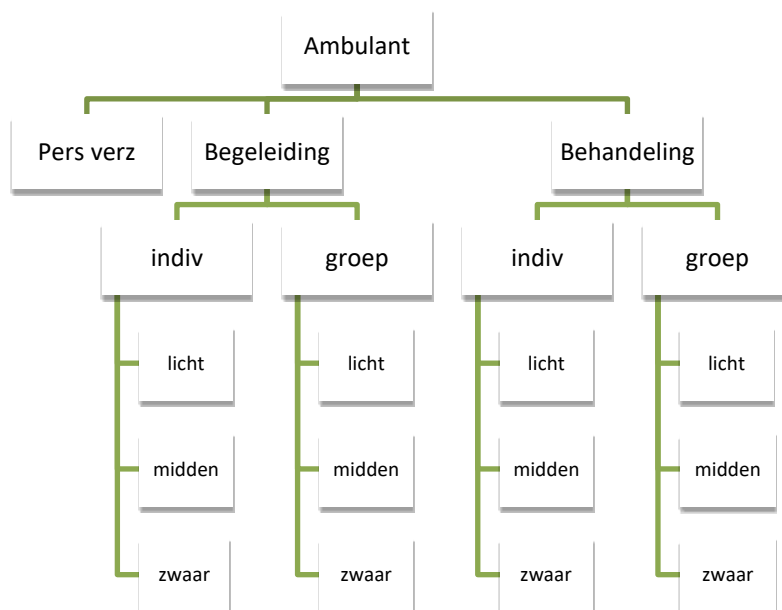 Ambulant
Pers verz
Begeleiding
Behandeling
indiv
groep
indiv
groep
licht
licht
licht
licht
midden
midden
midden
midden
zwaar
zwaar
zwaar
zwaar